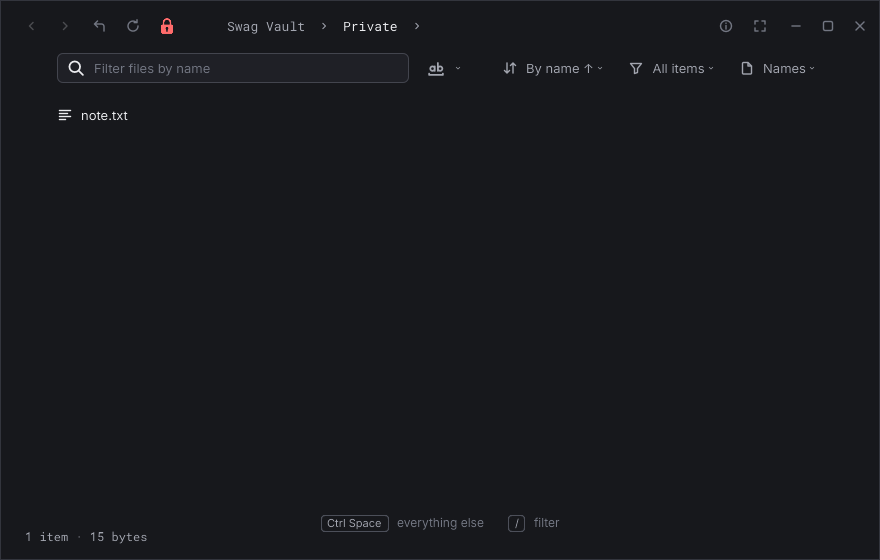 Swag Vault > Private >
Filter files by name
ab
By name ↑
All items
Names
note.txt
Ctrl Space everything else / filter
1 item · 15 bytes